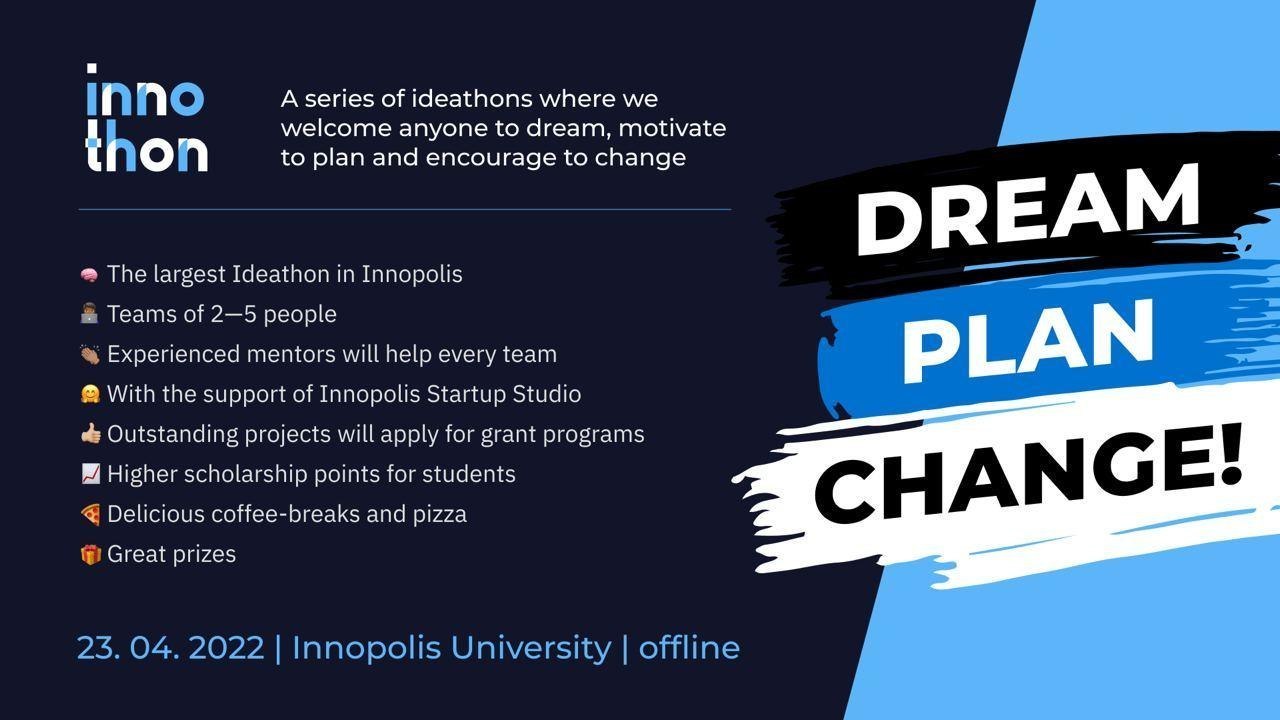 inno
thon
A series of ideathons where we
welcome anyone to dream, motivate
to plan and encourage to change
🧠 The largest Ideathon in Innopolis
👨🏾‍💻 Teams of 2—5 people
👏🏽 Experienced mentors will help every team
🤗 With the support of Innopolis Startup Studio
👍🏼 Outstanding projects will apply for grant programs
📈 Higher scholarship points for students
🍕 Delicious coffee-breaks and pizza
🎁 Great prizes
23. 04. 2022 | Innopolis University | offline
DREAM
PLAN
CHANGE!